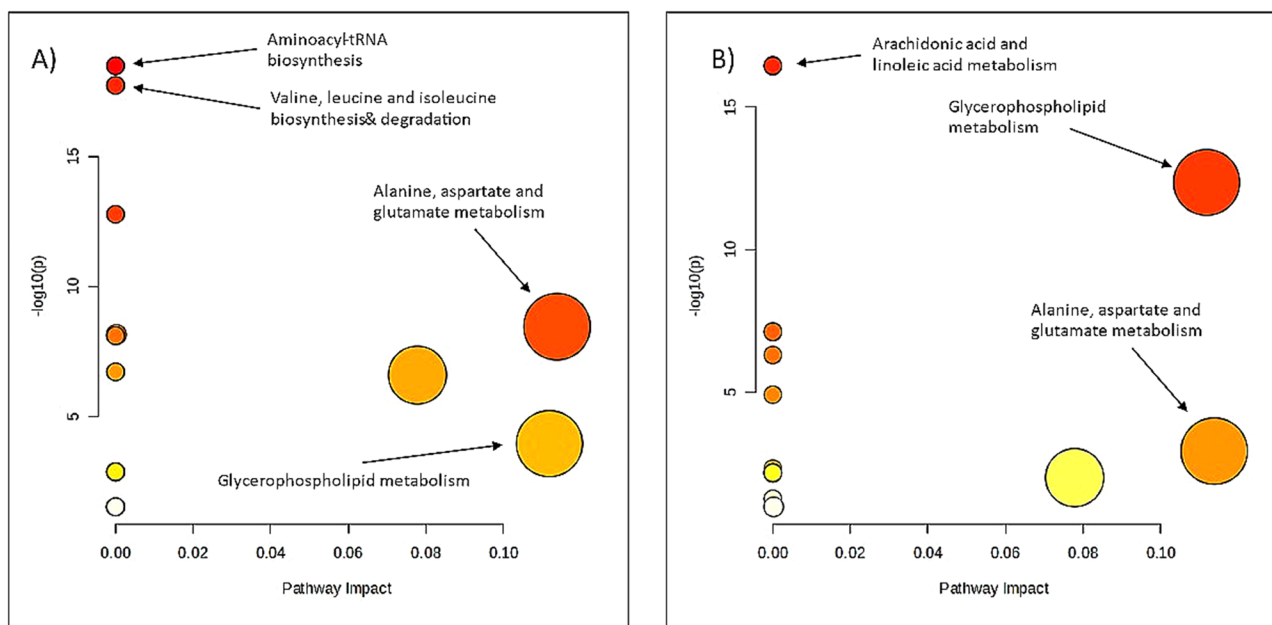 A)
Aminoacyl-tRNA
biosynthesis
Valine, leucine and isoleucine
biosynthesis& degradation
15
Alanine, aspartate and
glutamate metabolism
-log10(p)
10
5
Glycerophospholipid metabolism
0.00 0.02 0.04 0.06 0.08 0.10
Pathway Impact
B)
Arachidonic acid and
linoleic acid metabolism
15
Glycerophospholipid
metabolism
-log10(p)
10
Alanine, aspartate and
glutamate metabolism
5
0.00 0.02 0.04 0.06 0.08 0.10
Pathway Impact